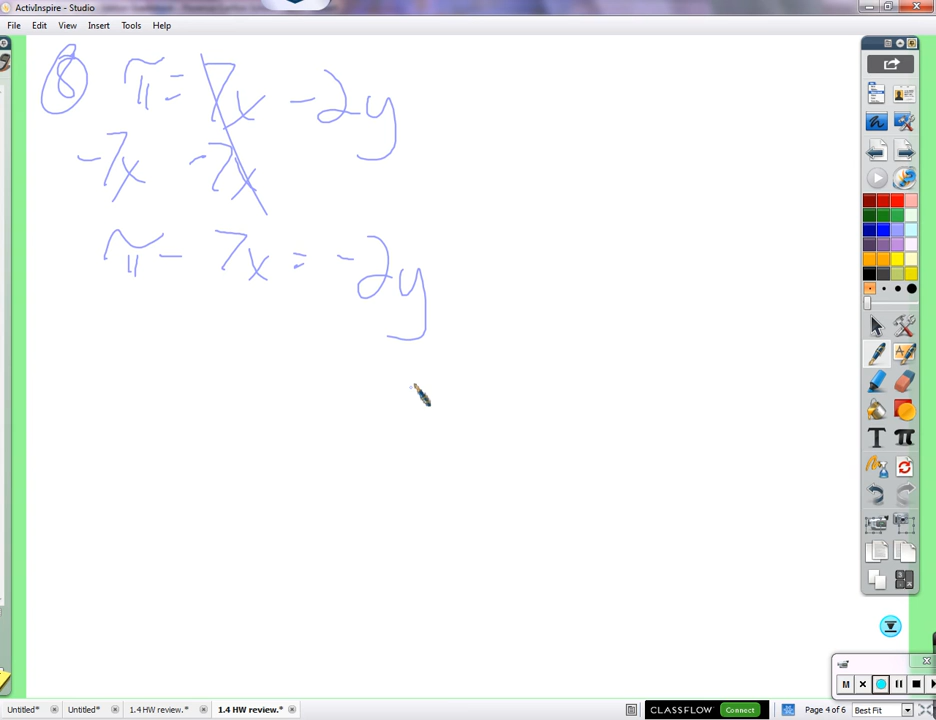 ActivInspire - Studio
File Edit View Insert Tools Help
8 π = 7x - 2y
-7x -7x
π - 7x = -2y
Untitled* Untitled* 1.4 HW review.* 1.4 HW review.* CLASSFLOW Connect Page 4 of 6 Best Fit
M